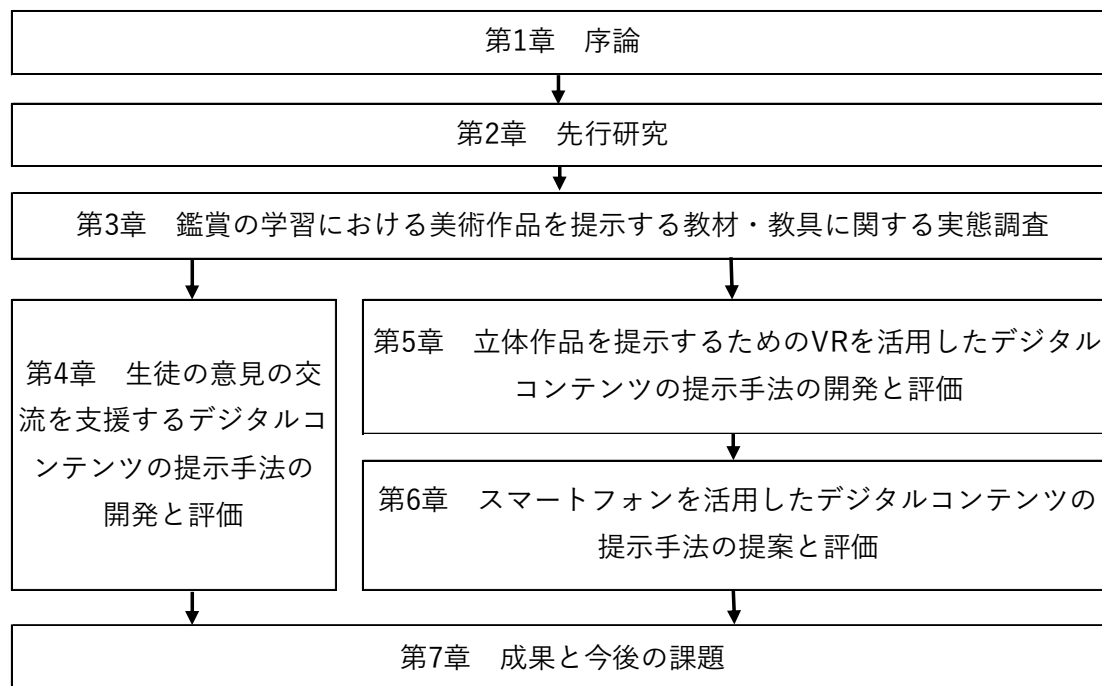 第1章　序論
第2章　先行研究
第3章　鑑賞の学習における美術作品を提示する教材・教具に関する実態調査
第4章　生徒の意見の交
流を支援するデジタルコ
ンテンツの提示手法の
開発と評価
第5章　立体作品を提示するためのVRを活用したデジタル
コンテンツの提示手法の開発と評価
第6章　スマートフォンを活用したデジタルコンテンツの
提示手法の提案と評価
第7章　成果と今後の課題